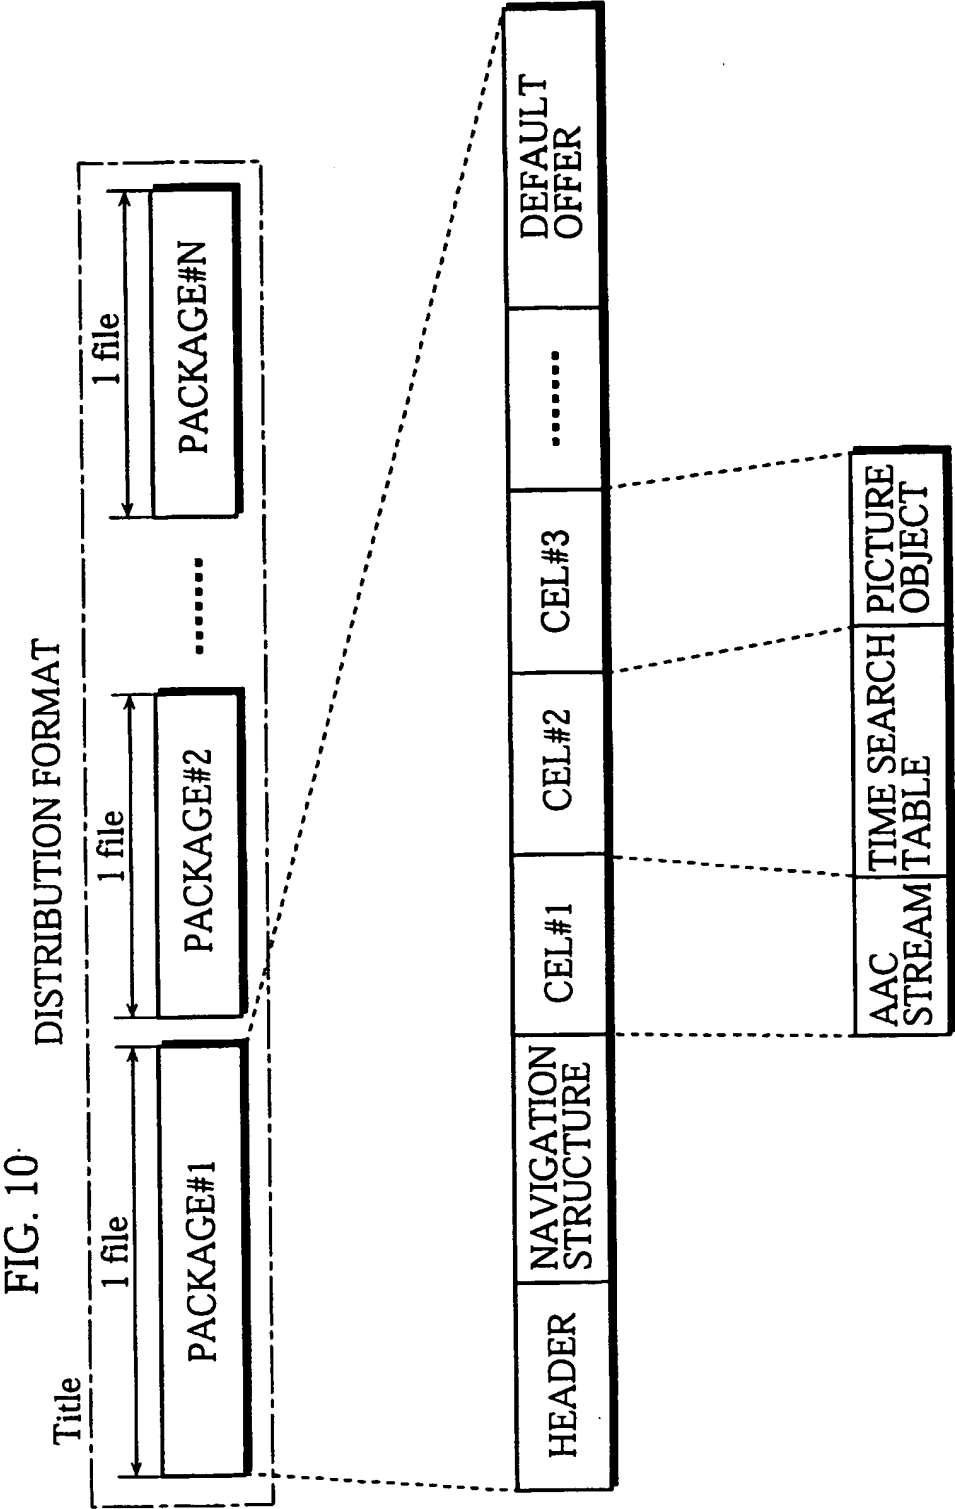 FIG. 10
DISTRIBUTION FORMAT
Title
1 file
1 file
1 file
PACKAGE#1
PACKAGE#2
......
PACKAGE#N
HEADER
NAVIGATION
STRUCTURE
CEL#1
CEL#2
CEL#3
......
DEFAULT
OFFER
AAC
STREAM
TIME SEARCH
TABLE
PICTURE
OBJECT